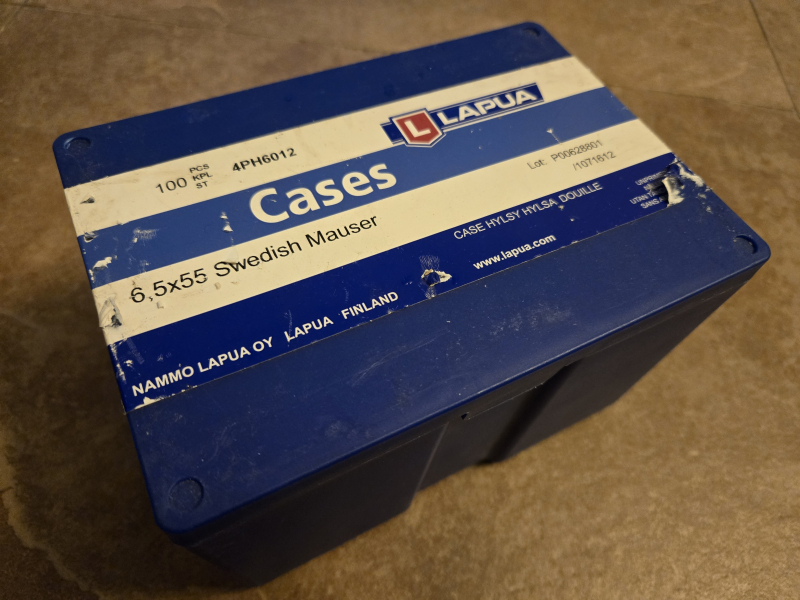 L LAPUA
100 PCS KPL ST 4PH6012
Cases
Lot: P00628801
/1071612
6,5x55 Swedish Mauser
CASE HYLSY HYLSA DOUILLE
NAMMO LAPUA OY LAPUA FINLAND
www.lapua.com